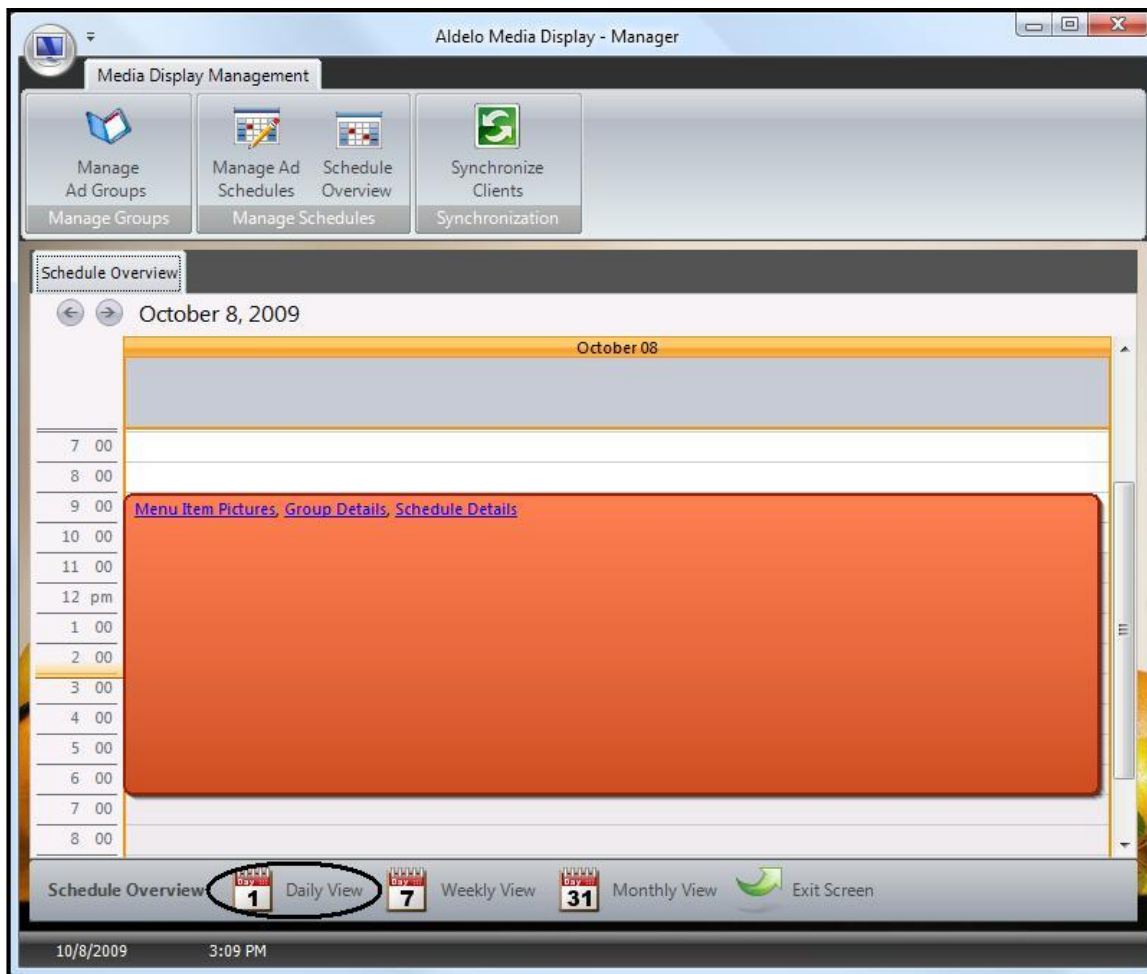 Aldelo Media Display - Manager
Media Display Management
Manage Ad Groups
Manage Ad Schedules
Schedule Overview
Synchronize Clients
Manage Groups
Manage Schedules
Synchronization
Schedule Overview
October 8, 2009
October 08
7 00
8 00
9 00 Menu Item Pictures, Group Details, Schedule Details
10 00
11 00
12 pm
1 00
2 00
3 00
4 00
5 00
6 00
7 00
8 00
Schedule Overview Day 1 Daily View Day 7 Weekly View Day 31 Monthly View Exit Screen
10/8/2009 3:09 PM